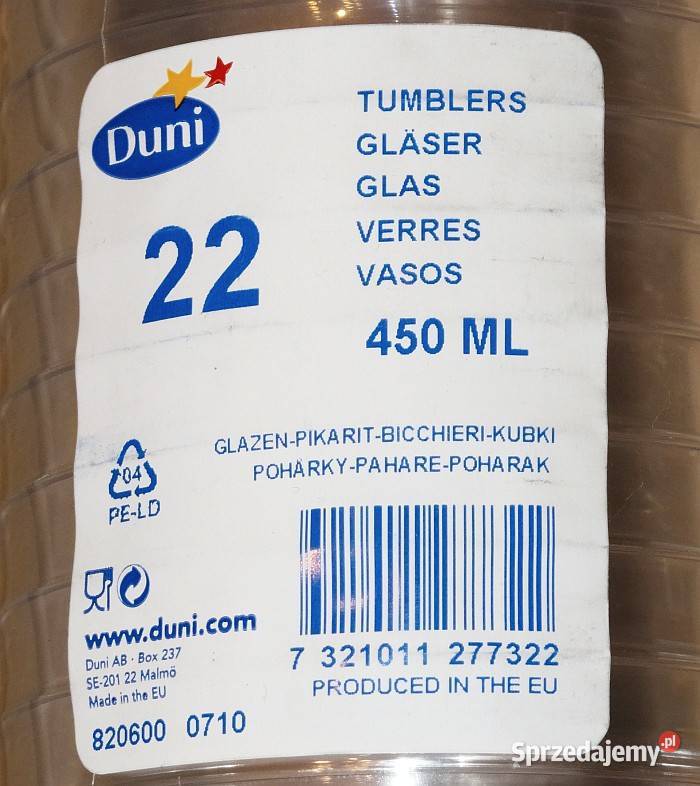 Duni
22
TUMBLERS
GLÄSER
GLAS
VERRES
VASOS
450 ML
GLAZEN-PIKARIT-BICCHIERI-KUBKI
POHÁRKY-PAHARE-POHARAK
04
PE-LD
www.duni.com
Duni AB · Box 237
SE-201 22 Malmö
Made in the EU
820600 0710
7 321011 277322
PRODUCED IN THE EU
Sprzedajemy.pl